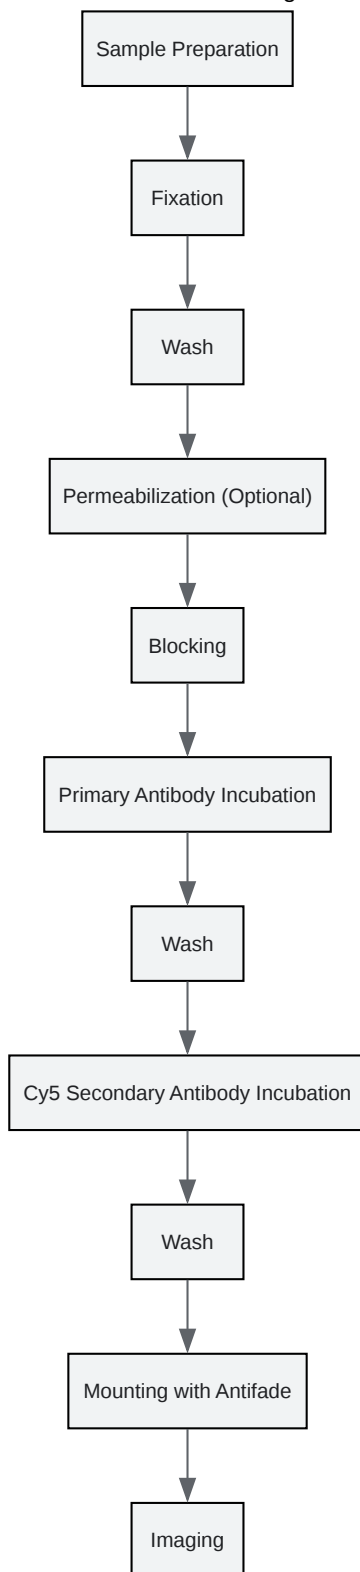 Sample Preparation
Fixation
Wash
Permeabilization (Optional)
Blocking
Primary Antibody Incubation
Wash
Cy5 Secondary Antibody Incubation
Wash
Mounting with Antifade
Imaging